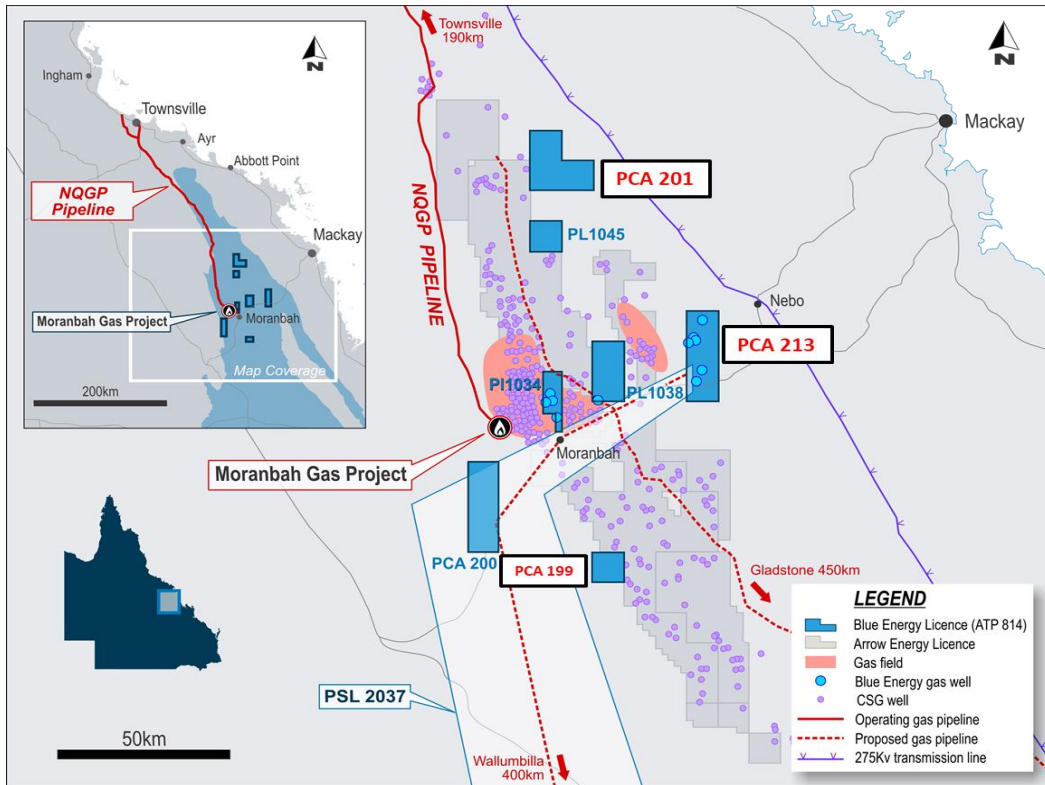 N
Ingham
Townsville
Ayr
Abbott Point
NQGP
Pipeline
Mackay
Moranbah Gas Project
Moranbah
Map Coverage
200km
Townsville
190km
N
Mackay
PCA 201
PL1045
NQGP PIPELINE
Nebo
PCA 213
PI1034
PL1038
Moranbah Gas Project
Moranbah
PCA 200
PCA 199
Gladstone 450km
PSL 2037
50km
Wallumbilla
400km
LEGEND
Blue Energy Licence (ATP 814)
Arrow Energy Licence
Gas field
Blue Energy gas well
CSG well
Operating gas pipeline
Proposed gas pipeline
275Kv transmission line